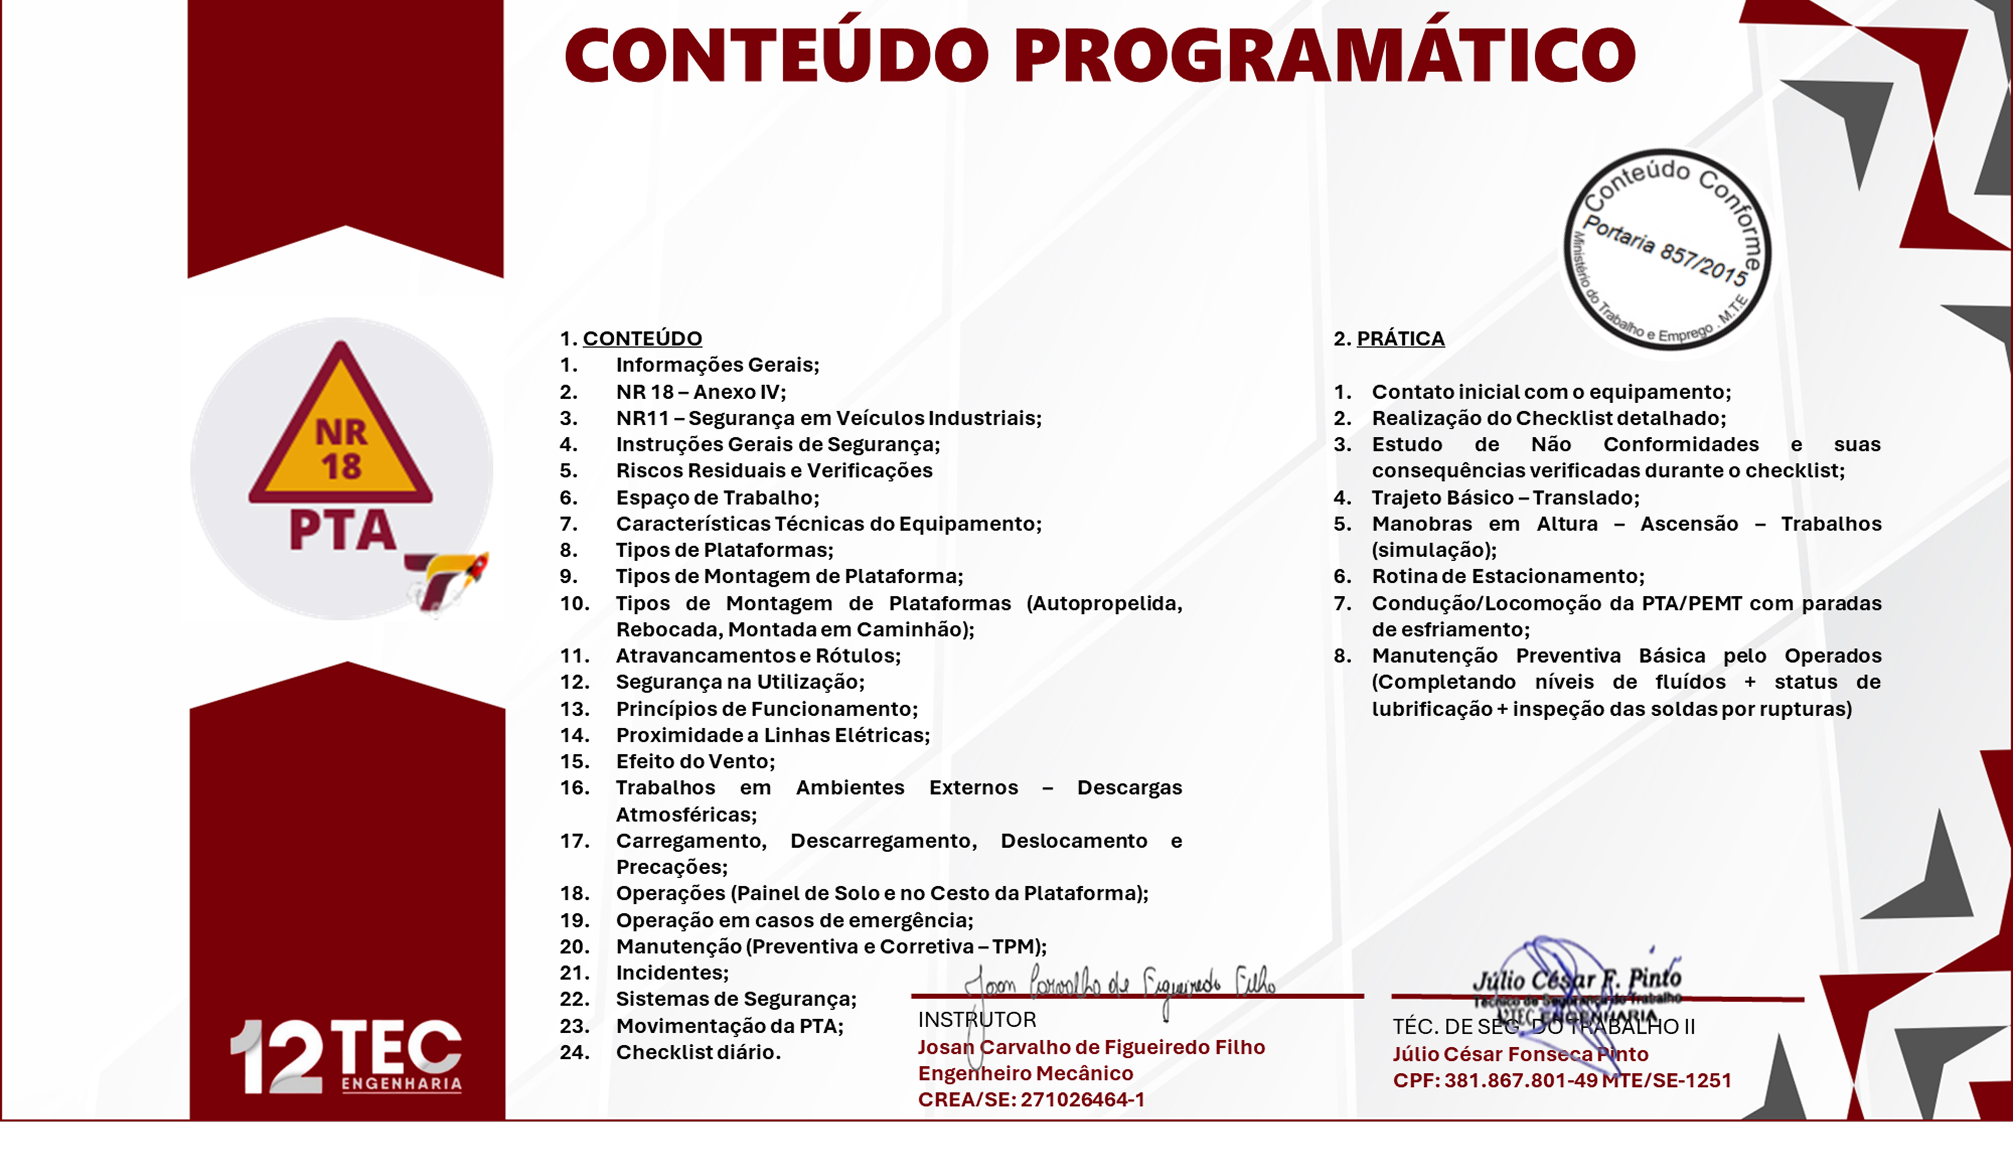 CONTEÚDO PROGRAMÁTICO
Conteúdo Conforme
Portaria 857/2015
Ministério do Trabalho e Emprego . M.T.E
NR
18
PTA
1. CONTEÚDO
1. Informações Gerais;
2. NR 18 – Anexo IV;
3. NR11 – Segurança em Veículos Industriais;
4. Instruções Gerais de Segurança;
5. Riscos Residuais e Verificações
6. Espaço de Trabalho;
7. Características Técnicas do Equipamento;
8. Tipos de Plataformas;
9. Tipos de Montagem de Plataforma;
10. Tipos de Montagem de Plataformas (Autopropelida,
Rebocada, Montada em Caminhão);
11. Atravancamentos e Rótulos;
12. Segurança na Utilização;
13. Princípios de Funcionamento;
14. Proximidade a Linhas Elétricas;
15. Efeito do Vento;
16. Trabalhos em Ambientes Externos – Descargas
Atmosféricas;
17. Carregamento, Descarregamento, Deslocamento e
Precações;
18. Operações (Painel de Solo e no Cesto da Plataforma);
19. Operação em casos de emergência;
20. Manutenção (Preventiva e Corretiva – TPM);
21. Incidentes;
22. Sistemas de Segurança;
23. Movimentação da PTA;
24. Checklist diário.
2. PRÁTICA
1. Contato inicial com o equipamento;
2. Realização do Checklist detalhado;
3. Estudo de Não Conformidades e suas
consequências verificadas durante o checklist;
4. Trajeto Básico – Translado;
5. Manobras em Altura – Ascensão – Trabalhos
(simulação);
6. Rotina de Estacionamento;
7. Condução/Locomoção da PTA/PEMT com paradas
de esfriamento;
8. Manutenção Preventiva Básica pelo Operados
(Completando níveis de fluídos + status de
lubrificação + inspeção das soldas por rupturas)
Josan Carvalho de Figueiredo Filho
INSTRUTOR
Josan Carvalho de Figueiredo Filho
Engenheiro Mecânico
CREA/SE: 271026464-1
Júlio César F. Pinto
Técnico de Segurança do Trabalho
12TEC ENGENHARIA
TÉC. DE SEG. DO TRABALHO II
Júlio César Fonseca Pinto
CPF: 381.867.801-49 MTE/SE-1251
12TEC
ENGENHARIA